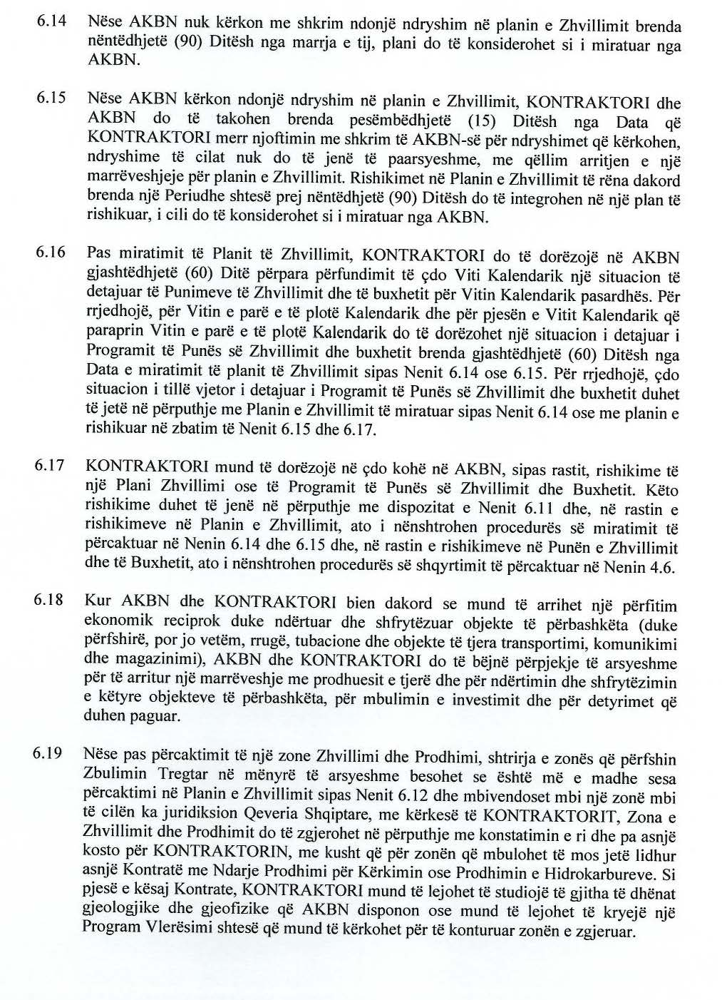 6.14 Nëse AKBN nuk kërkon me shkrim ndonjë ndryshim në planin e Zhvillimit brenda
nëntëdhjetë (90) Ditësh nga marrja e tij, plani do të konsiderohet si i miratuar nga
AKBN.
6.15 Nëse AKBN kërkon ndonjë ndryshim në planin e Zhvillimit, KONTRAKTORI dhe
AKBN do të takohen brenda pesëmbëdhjetë (15) Ditësh nga Data që
KONTRAKTORI merr njoftimin me shkrim të AKBN-së për ndryshimet që kërkohen,
ndryshime të cilat nuk do të jenë të paarsyeshme, me qëllim arritjen e një
marrëveshjeje për planin e Zhvillimit. Rishikimet në Planin e Zhvillimit të rëna dakord
brenda një Periudhe shtesë prej nëntëdhjetë (90) Ditësh do të integrohen në një plan të
rishikuar, i cili do të konsiderohet si i miratuar nga AKBN.
6.16 Pas miratimit të Planit të Zhvillimit, KONTRAKTORI do të dorëzojë në AKBN
gjashtëdhjetë (60) Ditë përpara përfundimit të çdo Viti Kalendarik një situacion të
detajuar të Punimeve të Zhvillimit dhe të buxhetit për Vitin Kalendarik pasardhës. Për
rrjedhojë, për Vitin e parë e të plotë Kalendarik dhe për pjesën e Vitit Kalendarik që
paraprin Vitin e parë e të plotë Kalendarik do të dorëzohet një situacion i detajuar i
Programit të Punës së Zhvillimit dhe buxhetit brenda gjashtëdhjetë (60) Ditësh nga
Data e miratimit të planit të Zhvillimit sipas Nenit 6.14 ose 6.15. Për rrjedhojë, çdo
situacion i tillë vjetor i detajuar i Programit të Punës së Zhvillimit dhe buxhetit duhet
të jetë në përputhje me Planin e Zhvillimit të miratuar sipas Nenit 6.14 ose me planin e
rishikuar në zbatim të Nenit 6.15 dhe 6.17.
6.17 KONTRAKTORI mund të dorëzojë në çdo kohë në AKBN, sipas rastit, rishikime të
një Plani Zhvillimi ose të Programit të Punës së Zhvillimit dhe Buxhetit. Këto
rishikime duhet të jenë në përputhje me dispozitat e Nenit 6.11 dhe, në rastin e
rishikimeve në Planin e Zhvillimit, ato i nënshtrohen procedurës së miratimit të
përcaktuar në Nenin 6.14 dhe 6.15 dhe, në rastin e rishikimeve në Punën e Zhvillimit
dhe të Buxhetit, ato i nënshtrohen procedurës së shqyrtimit të përcaktuar në Nenin 4.6.
6.18 Kur AKBN dhe KONTRAKTORI bien dakord se mund të arrihet një përfitim
ekonomik reciprok duke ndërtuar dhe shfrytëzuar objekte të përbashkëta (duke
përfshirë, por jo vetëm, rrugë, tubacione dhe objekte të tjera transportimi, komunikimi
dhe magazinimi), AKBN dhe KONTRAKTORI do të bëjnë përpjekje të arsyeshme
për të arritur një marrëveshje me prodhuesit e tjerë dhe për ndërtimin dhe shfrytëzimin
e këtyre objekteve të përbashkëta, për mbulimin e investimit dhe për detyrimet që
duhen paguar.
6.19 Nëse pas përcaktimit të një zone Zhvillimi dhe Prodhimi, shtrirja e zonës që përfshin
Zbulimin Tregtar në mënyrë të arsyeshme besohet se është më e madhe sesa
përcaktimi në Planin e Zhvillimit sipas Nenit 6.12 dhe mbivendoset mbi një zonë mbi
të cilën ka juridiksion Qeveria Shqiptare, me kërkesë të KONTRAKTORIT, Zona e
Zhvillimit dhe Prodhimit do të zgjerohet në përputhje me konstatimin e ri dhe pa asnjë
kosto për KONTRAKTORIN, me kusht që për zonën që mbulohet të mos jetë lidhur
asnjë Kontratë me Ndarje Prodhimi për Kërkimin ose Prodhimin e Hidrokarbureve. Si
pjesë e kësaj Kontrate, KONTRAKTORI mund të lejohet të studiojë të gjitha të dhënat
gjeologjike dhe gjeofizike që AKBN disponon ose mund të lejohet të kryejë një
Program Vlerësimi shtesë që mund të kërkohet për të konturuar zonën e zgjeruar.